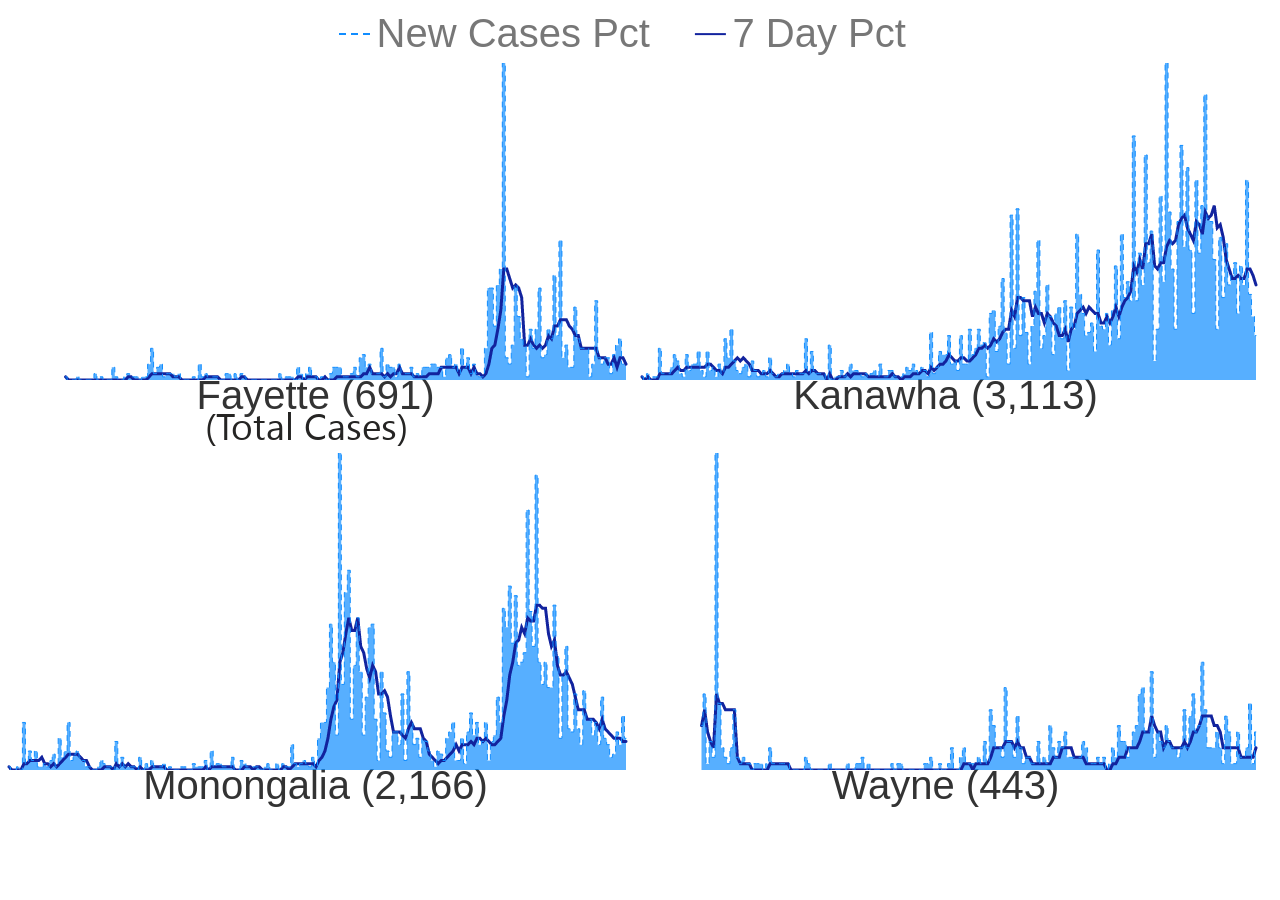 New Cases Pct 7 Day Pct
Fayette (691) Kanawha (3,113)
(Total Cases)
Monongalia (2,166) Wayne (443)